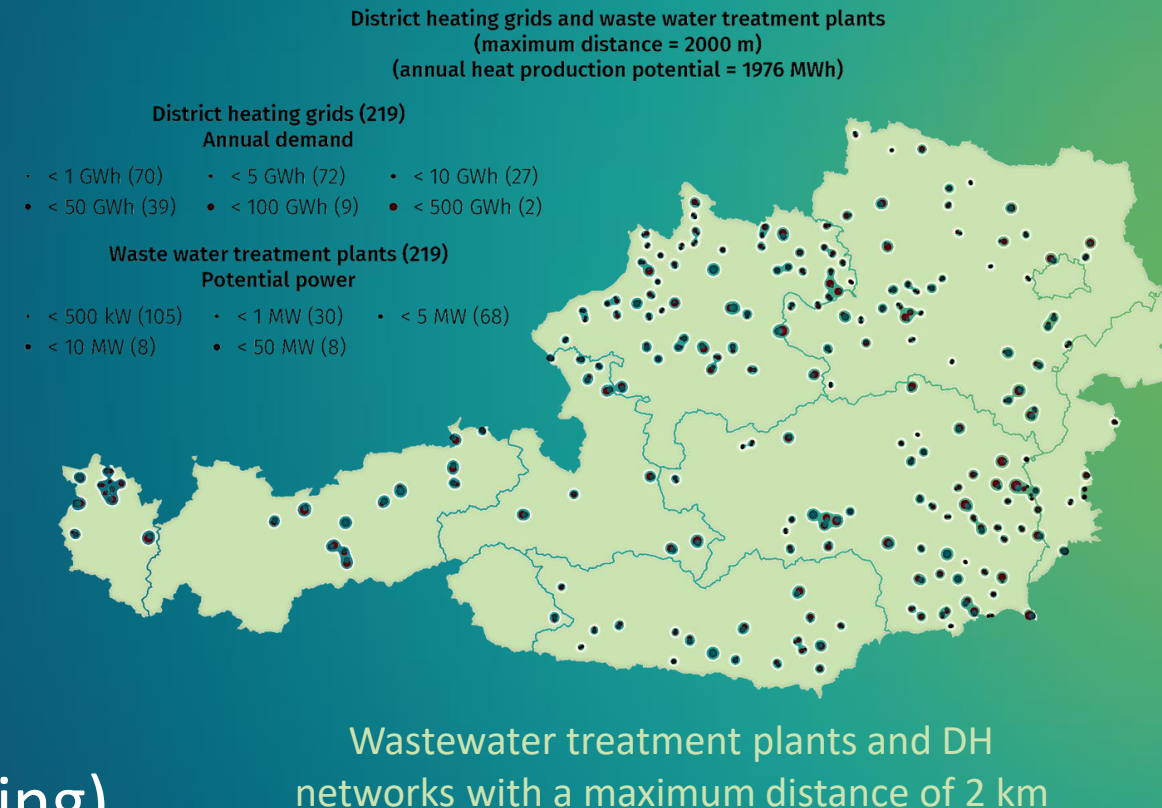 District heating grids and waste water treatment plants
(maximum distance = 2000 m)
(annual heat production potential = 1976 MWh)
District heating grids (219)
Annual demand
< 1 GWh (70) < 5 GWh (72) < 10 GWh (27)
< 50 GWh (39) < 100 GWh (9) < 500 GWh (2)
Waste water treatment plants (219)
Potential power
< 500 kW (105) < 1 MW (30) < 5 MW (68)
< 10 MW (8) < 50 MW (8)
Wastewater treatment plants and DH
networks with a maximum distance of 2 km
ing)